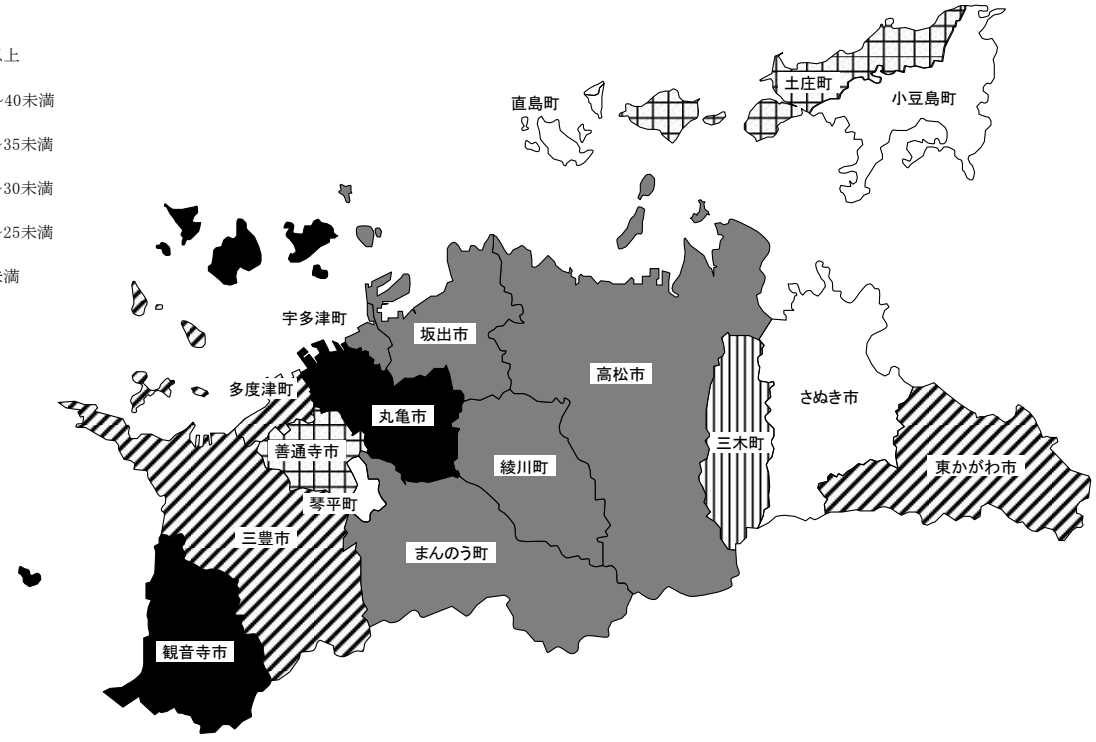 上
~40未満
~35未満
~30未満
~25未満
未満
直島町
土庄町
小豆島町
宇多津町
坂出市
高松市
多度津町
丸亀市
さぬき市
善通寺市
三木町
綾川町
東かがわ市
琴平町
三豊市
まんのう町
観音寺市